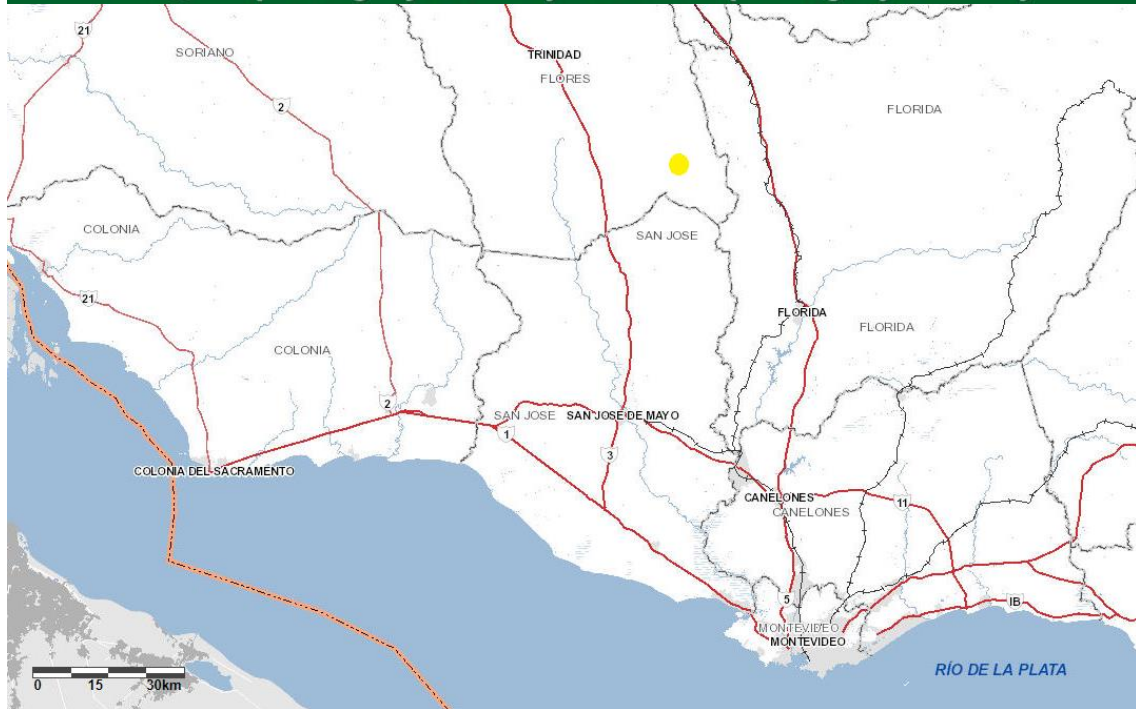 21
SORIANO
TRINIDAD
FLORES
2
FLORIDA
COLONIA
SAN JOSE
21
FLORIDA
FLORIDA
COLONIA
2
SAN JOSE
SAN JOSE DE MAYO
1
3
COLONIA DEL SACRAMENTO
CANELONES
CANELONES
11
5
IB
MONTEVIDEO
MONTEVIDEO
RÍO DE LA PLATA
0 15 30km